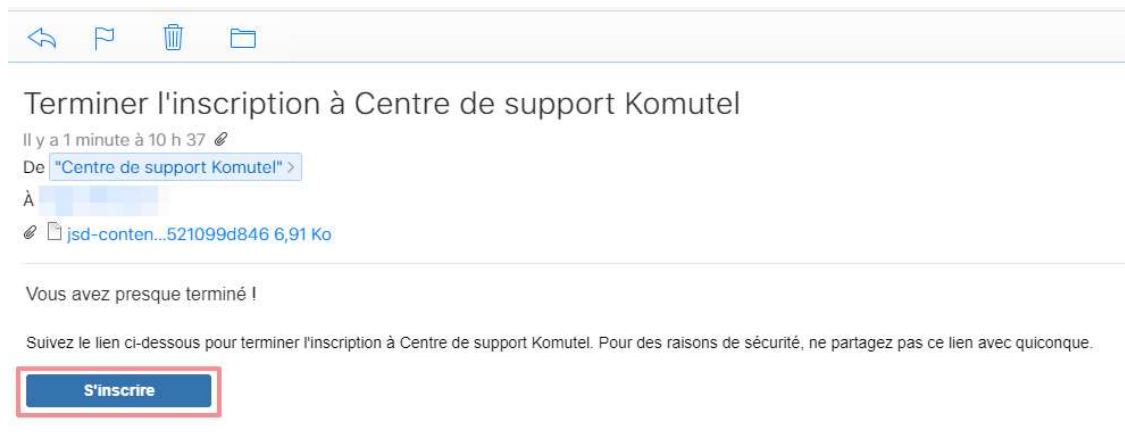 Terminer l'inscription à Centre de support Komutel
Il y a 1 minute à 10 h 37
De "Centre de support Komutel" >
À
jsd-conten...521099d846 6,91 Ko
Vous avez presque terminé !
Suivez le lien ci-dessous pour terminer l'inscription à Centre de support Komutel. Pour des raisons de sécurité, ne partagez pas ce lien avec quiconque.
S'inscrire